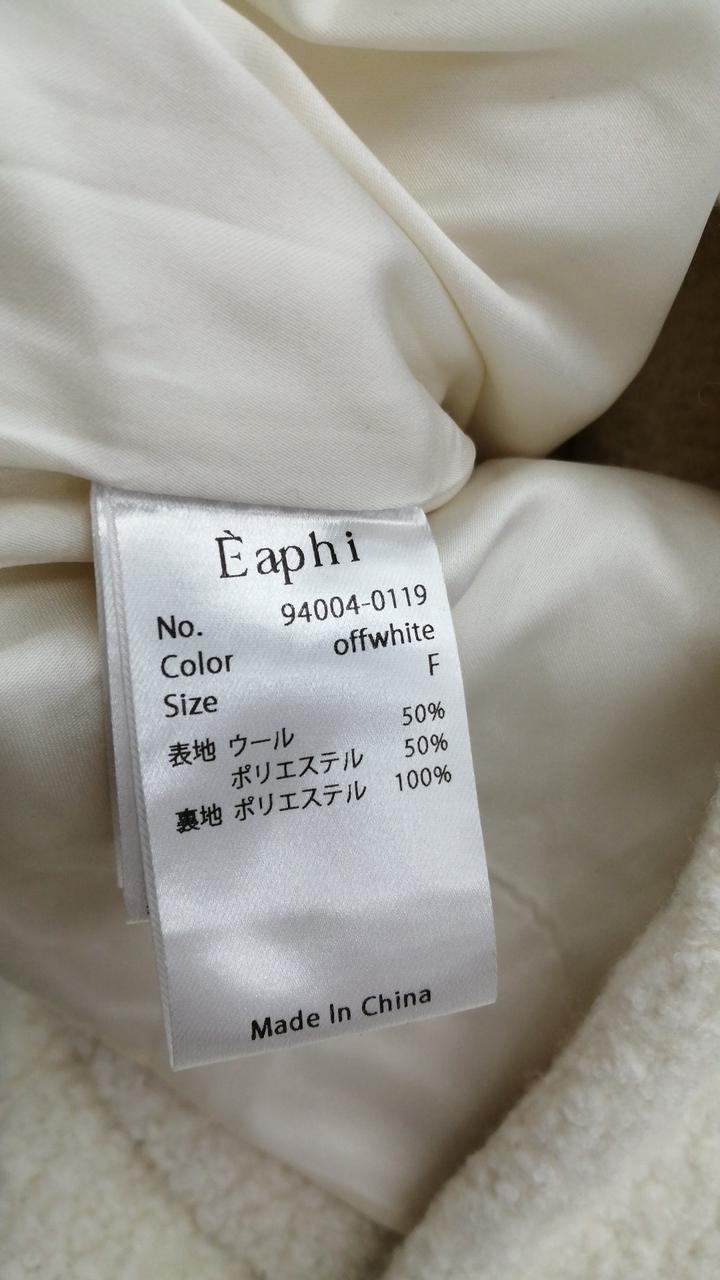 Èaphi
No. 94004-0119
Color offwhite
Size F
表地 ウール 50%
ポリエステル 50%
裏地 ポリエステル 100%
Made In China